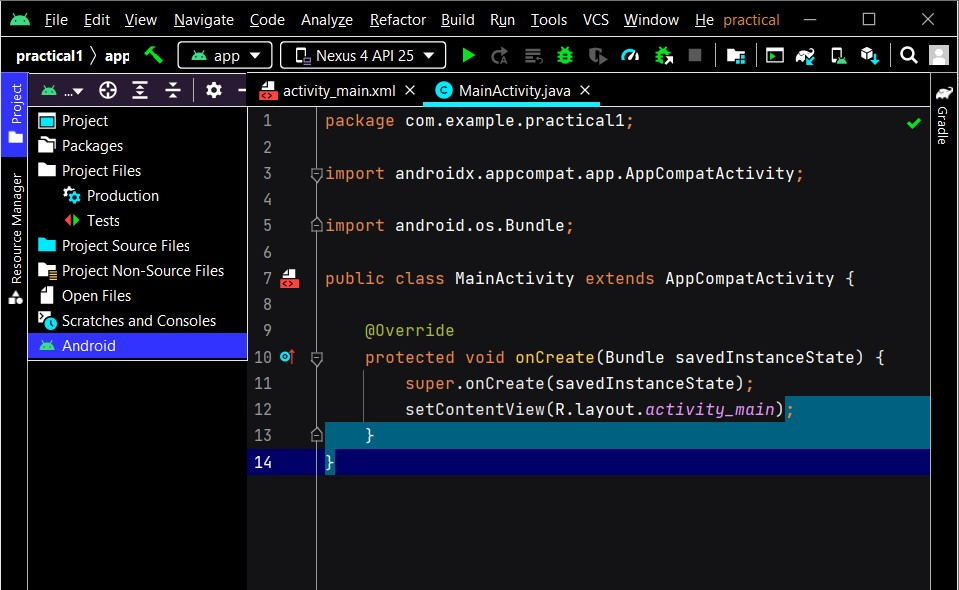 File Edit View Navigate Code Analyze Refactor Build Run Tools VCS Window He practical
practical1 app app Nexus 4 API 25
... activity_main.xml MainActivity.java
Project
Resource Manager
Project
Packages
Project Files
Production
Tests
Project Source Files
Project Non-Source Files
Open Files
Scratches and Consoles
Android
1 package com.example.practical1;
2
3 import androidx.appcompat.app.AppCompatActivity;
4
5 import android.os.Bundle;
6
7 public class MainActivity extends AppCompatActivity {
8
9 @Override
10 protected void onCreate(Bundle savedInstanceState) {
11 super.onCreate(savedInstanceState);
12 setContentView(R.layout.activity_main);
13 }
14 }
Gradle